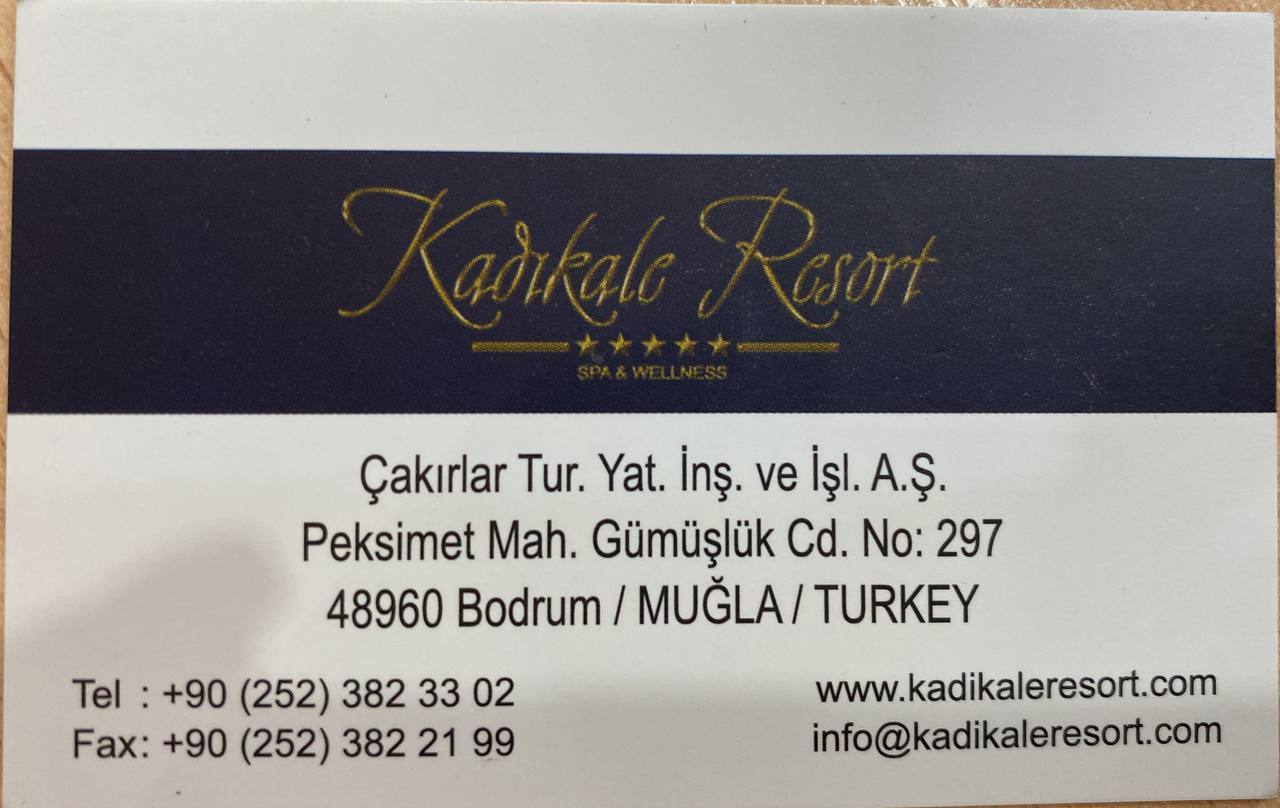 Kadıkale Resort
★★★★★
SPA & WELLNESS
Çakırlar Tur. Yat. İnş. ve İşl. A.Ş.
Peksimet Mah. Gümüşlük Cd. No: 297
48960 Bodrum / MUĞLA / TURKEY
Tel : +90 (252) 382 33 02
Fax: +90 (252) 382 21 99
www.kadikaleresort.com
info@kadikaleresort.com